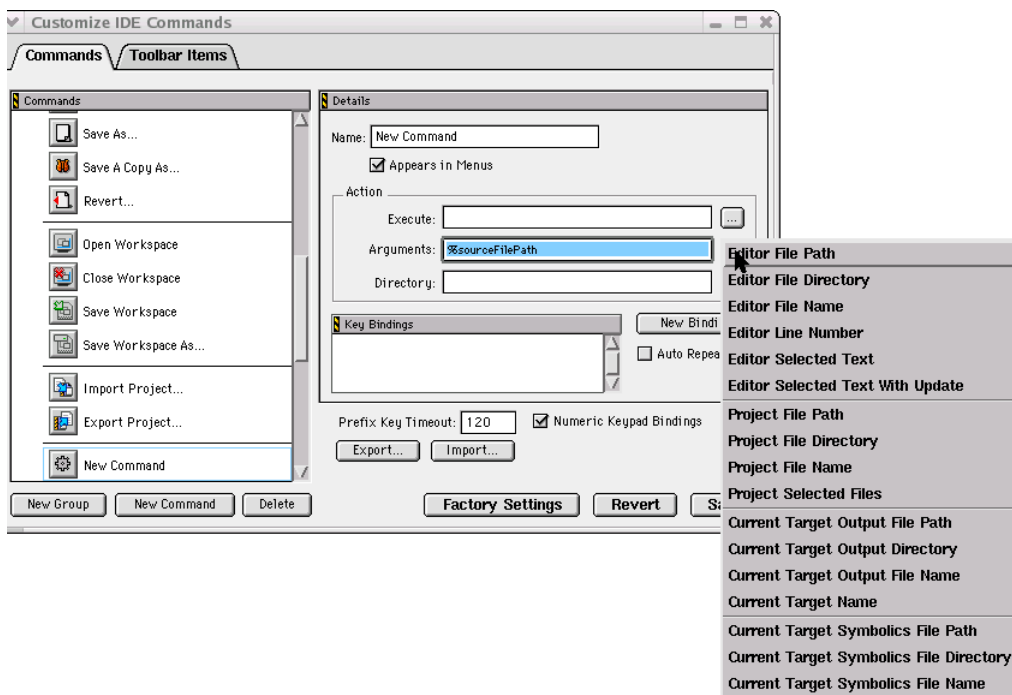 Customize IDE Commands
Commands
Toolbar Items
Commands
Save As...
Save A Copy As...
Revert...
Open Workspace
Close Workspace
Save Workspace
Save Workspace As...
Import Project...
Export Project...
New Command
New Group
New Command
Delete
Details
Name: New Command
Appears in Menus
Action
Execute:
...
Arguments: %sourceFilePath
Directory:
Key Bindings
New Bindi
Auto Repea
Prefix Key Timeout: 120
Numeric Keypad Bindings
Export...
Import...
Factory Settings
Revert
Editor File Path
Editor File Directory
Editor File Name
Editor Line Number
Editor Selected Text
Editor Selected Text With Update
Project File Path
Project File Directory
Project File Name
Project Selected Files
Current Target Output File Path
Current Target Output Directory
Current Target Output File Name
Current Target Name
Current Target Symbolics File Path
Current Target Symbolics File Directory
Current Target Symbolics File Name